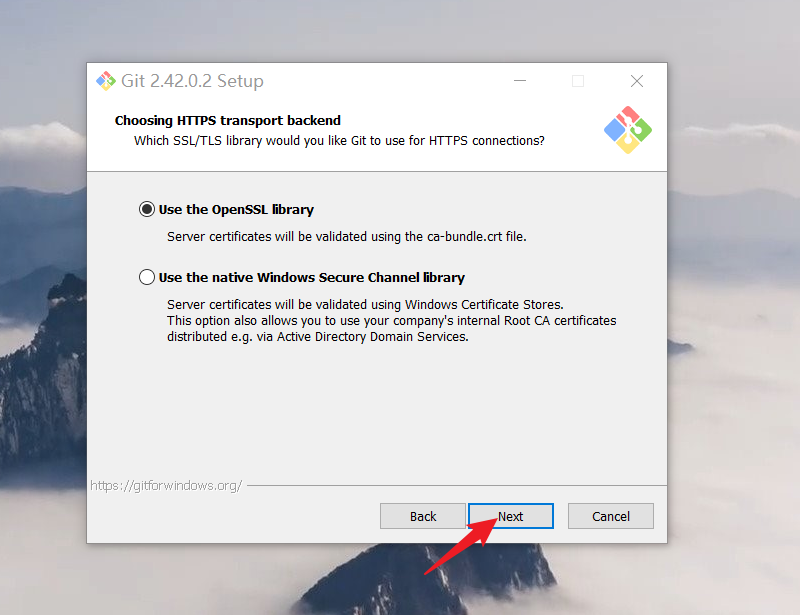 Git 2.42.0.2 Setup
Choosing HTTPS transport backend
Which SSL/TLS library would you like Git to use for HTTPS connections?
Use the OpenSSL library
Server certificates will be validated using the ca-bundle.crt file.
Use the native Windows Secure Channel library
Server certificates will be validated using Windows Certificate Stores.
This option also allows you to use your company's internal Root CA certificates
distributed e.g. via Active Directory Domain Services.
https://gitforwindows.org/
Back
Next
Cancel